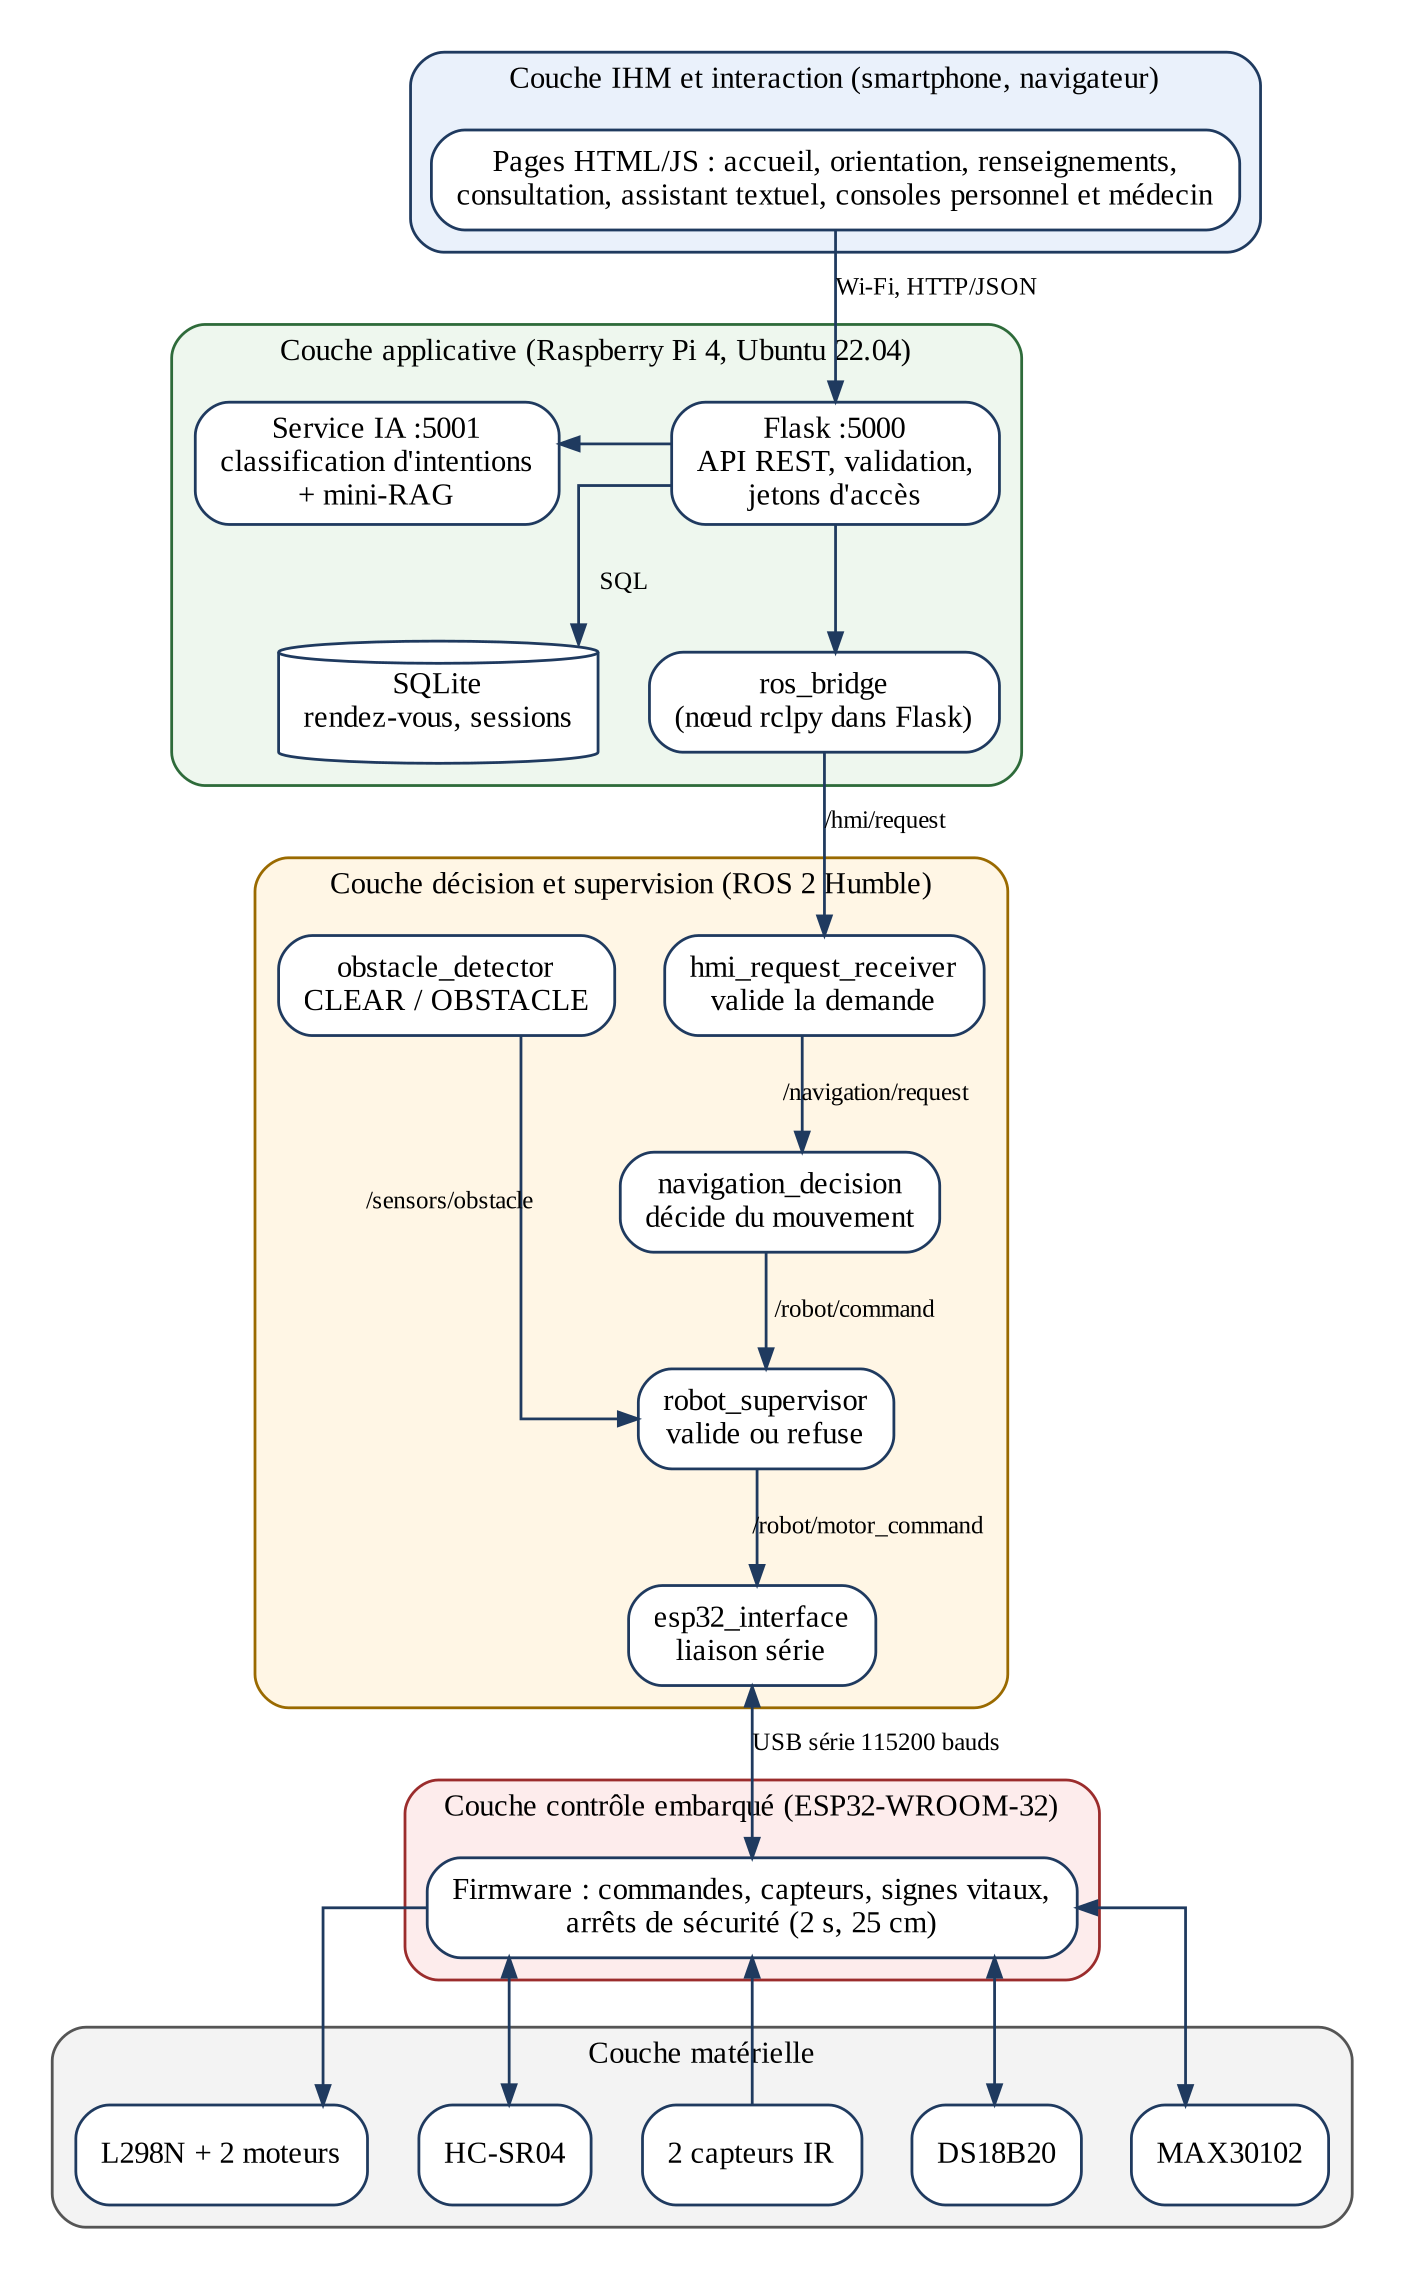 Couche IHM et interaction (smartphone, navigateur)
Pages HTML/JS : accueil, orientation, renseignements,
consultation, assistant textuel, consoles personnel et médecin
Wi-Fi, HTTP/JSON
Couche applicative (Raspberry Pi 4, Ubuntu 22.04)
Service IA :5001
classification d'intentions
+ mini-RAG
Flask :5000
API REST, validation,
jetons d'accès
SQL
SQLite
rendez-vous, sessions
ros_bridge
(nœud rclpy dans Flask)
/hmi/request
Couche décision et supervision (ROS 2 Humble)
obstacle_detector
CLEAR / OBSTACLE
hmi_request_receiver
valide la demande
/navigation/request
navigation_decision
décide du mouvement
/sensors/obstacle
/robot/command
robot_supervisor
valide ou refuse
/robot/motor_command
esp32_interface
liaison série
USB série 115200 bauds
Couche contrôle embarqué (ESP32-WROOM-32)
Firmware : commandes, capteurs, signes vitaux,
arrêts de sécurité (2 s, 25 cm)
Couche matérielle
L298N + 2 moteurs
HC-SR04
2 capteurs IR
DS18B20
MAX30102